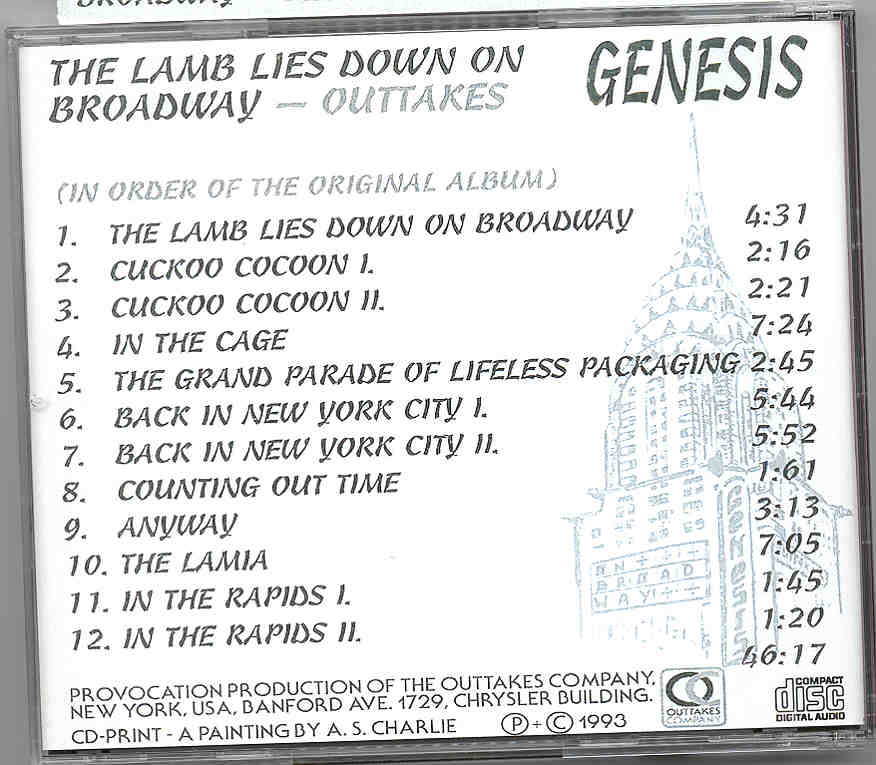 THE LAMB LIES DOWN ON
BROADWAY — OUTTAKES
GENESIS
(IN ORDER OF THE ORIGINAL ALBUM)
1. THE LAMB LIES DOWN ON BROADWAY 4:31
2. CUCKOO COCOON I. 2:16
3. CUCKOO COCOON II. 2:21
4. IN THE CAGE 7:24
5. THE GRAND PARADE OF LIFELESS PACKAGING 2:45
6. BACK IN NEW YORK CITY I. 5:44
7. BACK IN NEW YORK CITY II. 5:52
8. COUNTING OUT TIME 1:61
9. ANYWAY 3:13
10. THE LAMIA 7:05
11. IN THE RAPIDS I. 1:45
12. IN THE RAPIDS II. 1:20
46:17
ON
BROAD
WAY
GENESIS
PROVOCATION PRODUCTION OF THE OUTTAKES COMPANY,
NEW YORK, USA, BANFORD AVE. 1729, CHRYSLER BUILDING.
CD-PRINT - A PAINTING BY A. S. CHARLIE Ⓟ+© 1993
OUTTAKES
COMPANY
COMPACT
disc
DIGITAL AUDIO